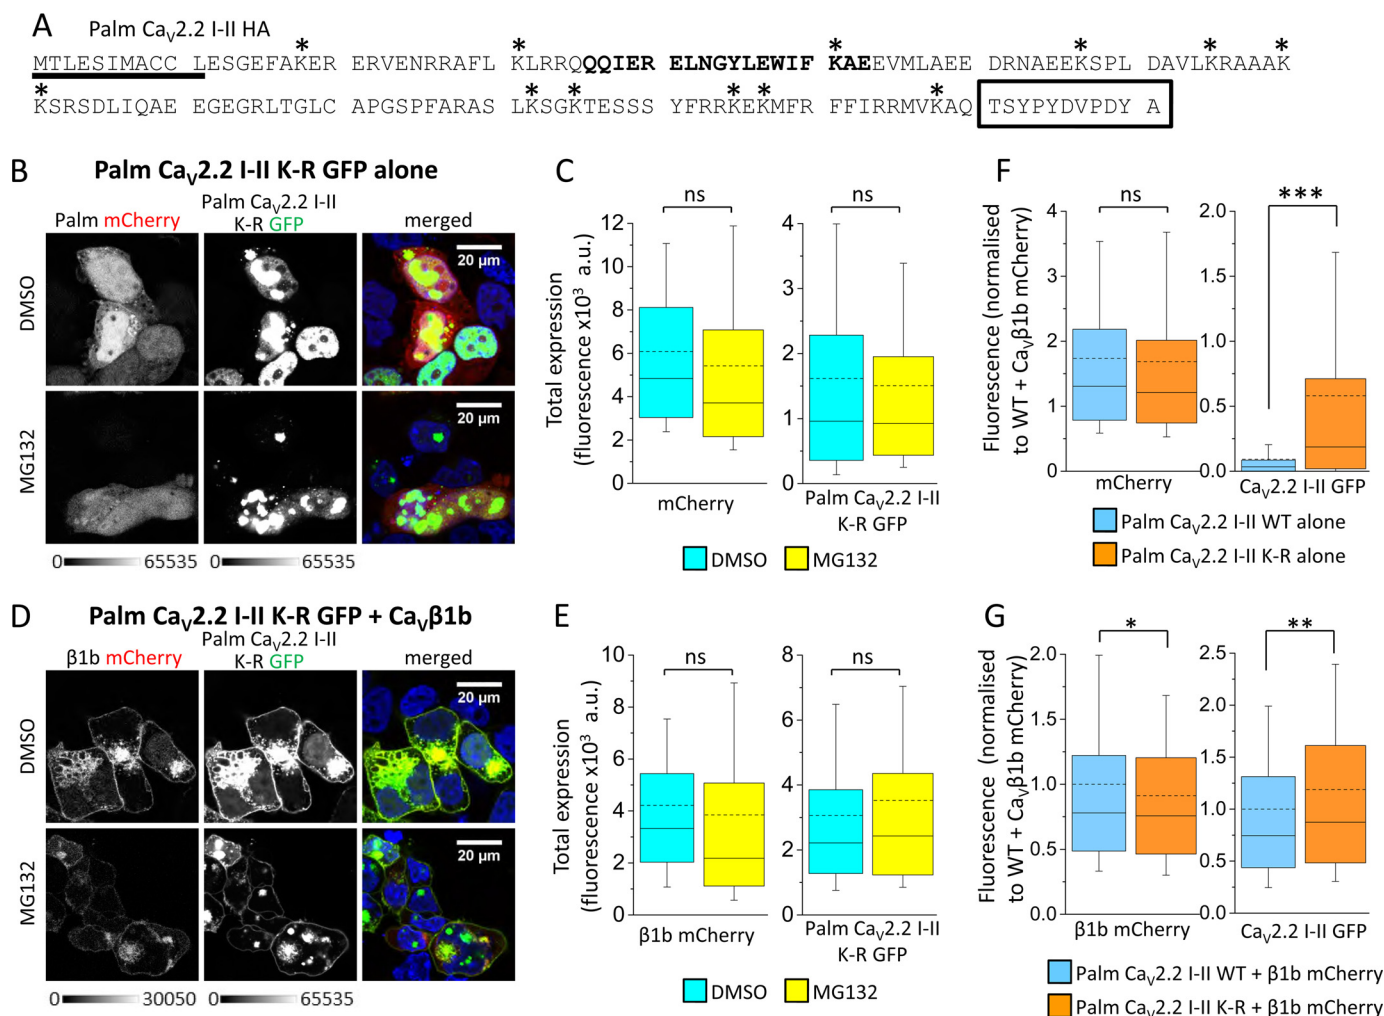 A
Palm CaV2.2 I-II HA
* * * * * *
MTLESIMACC LESGEFAKER ERVENRRAFL KLRRQQQIER ELNGYLEWIF KAEEVMLAEE DRNAEEKSPL DAVLKRAAAK
* * * * * *
KSRSDLIQAE EGEGRLTGLC APGSPFARAS LKSGKTESSS YFRRKEKMFR FFIRRMVKAQ TSYPYDVPDY A
B
Palm CaV2.2 I-II K-R GFP alone
Palm mCherry
Palm CaV2.2 I-II
K-R GFP
merged
DMSO
20 µm
MG132
20 µm
0 65535
0 65535
C
Total expression
(fluorescence x10³ a.u.)
ns
12
10
8
6
4
2
0
mCherry
ns
4
3
2
1
0
Palm CaV2.2 I-II
K-R GFP
DMSO
MG132
F
Fluorescence (normalised
to WT + CaVβ1b mCherry)
ns
4
3
2
1
0
mCherry
***
2.0
1.5
1.0
0.5
0.0
CaV2.2 I-II GFP
Palm CaV2.2 I-II WT alone
Palm CaV2.2 I-II K-R alone
D
Palm CaV2.2 I-II K-R GFP + CaVβ1b
β1b mCherry
Palm CaV2.2 I-II
K-R GFP
merged
DMSO
20 µm
MG132
20 µm
0 30050
0 65535
E
Total expression
(fluorescence x10³ a.u.)
ns
10
8
6
4
2
0
β1b mCherry
ns
8
6
4
2
0
Palm CaV2.2 I-II
K-R GFP
DMSO
MG132
G
Fluorescence (normalised
to WT + CaVβ1b mCherry)
*
2.0
1.5
1.0
0.5
0.0
β1b mCherry
**
2.5
2.0
1.5
1.0
0.5
0.0
CaV2.2 I-II GFP
Palm CaV2.2 I-II WT + β1b mCherry
Palm CaV2.2 I-II K-R + β1b mCherry